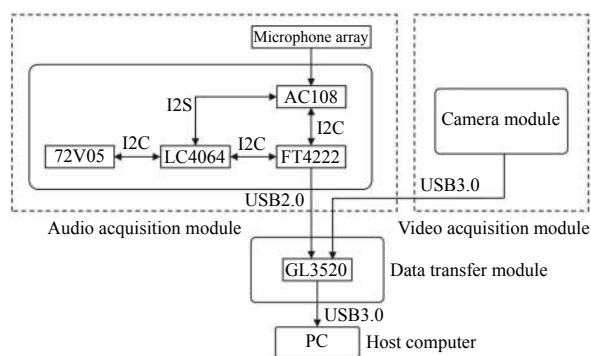 Microphone array
AC108
I2S
I2C
Camera module
72V05
I2C
LC4064
I2C
FT4222
USB3.0
USB2.0
Audio acquisition module
Video acquisition module
GL3520
Data transfer module
USB3.0
PC
Host computer